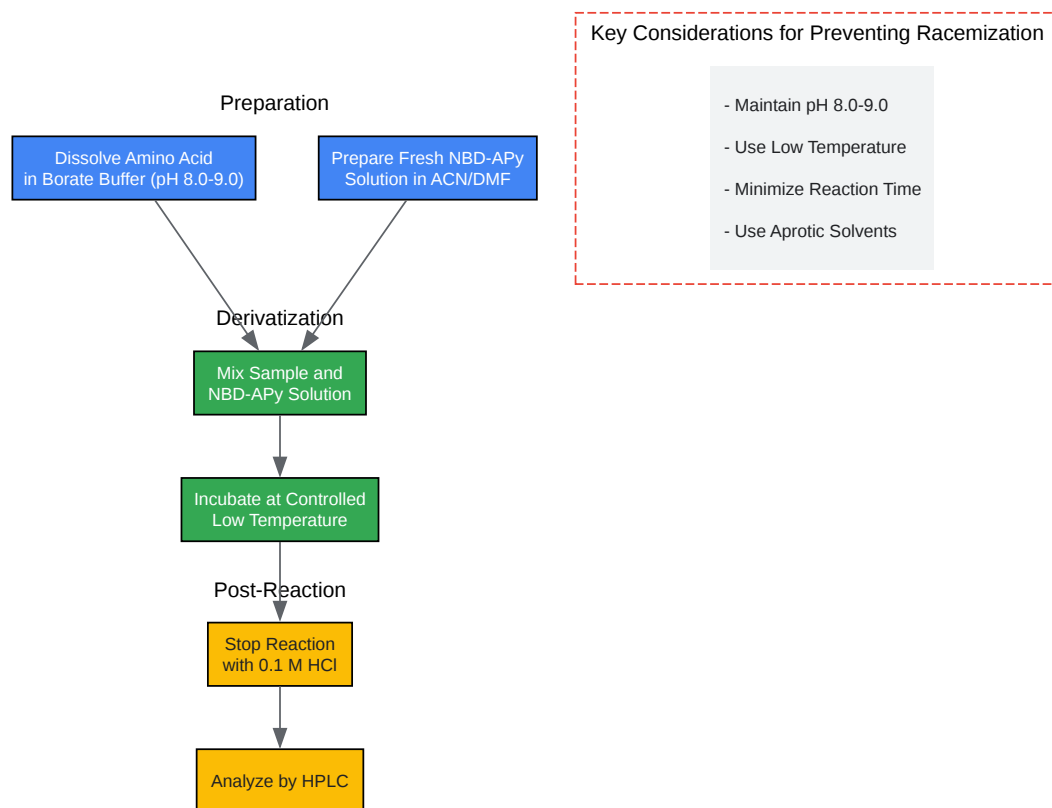 Key Considerations for Preventing Racemization
- Maintain pH 8.0-9.0
- Use Low Temperature
- Minimize Reaction Time
- Use Aprotic Solvents
Preparation
Dissolve Amino Acid
in Borate Buffer (pH 8.0-9.0)
Prepare Fresh NBD-APy
Solution in ACN/DMF
Derivatization
Mix Sample and
NBD-APy Solution
Incubate at Controlled
Low Temperature
Post-Reaction
Stop Reaction
with 0.1 M HCl
Analyze by HPLC